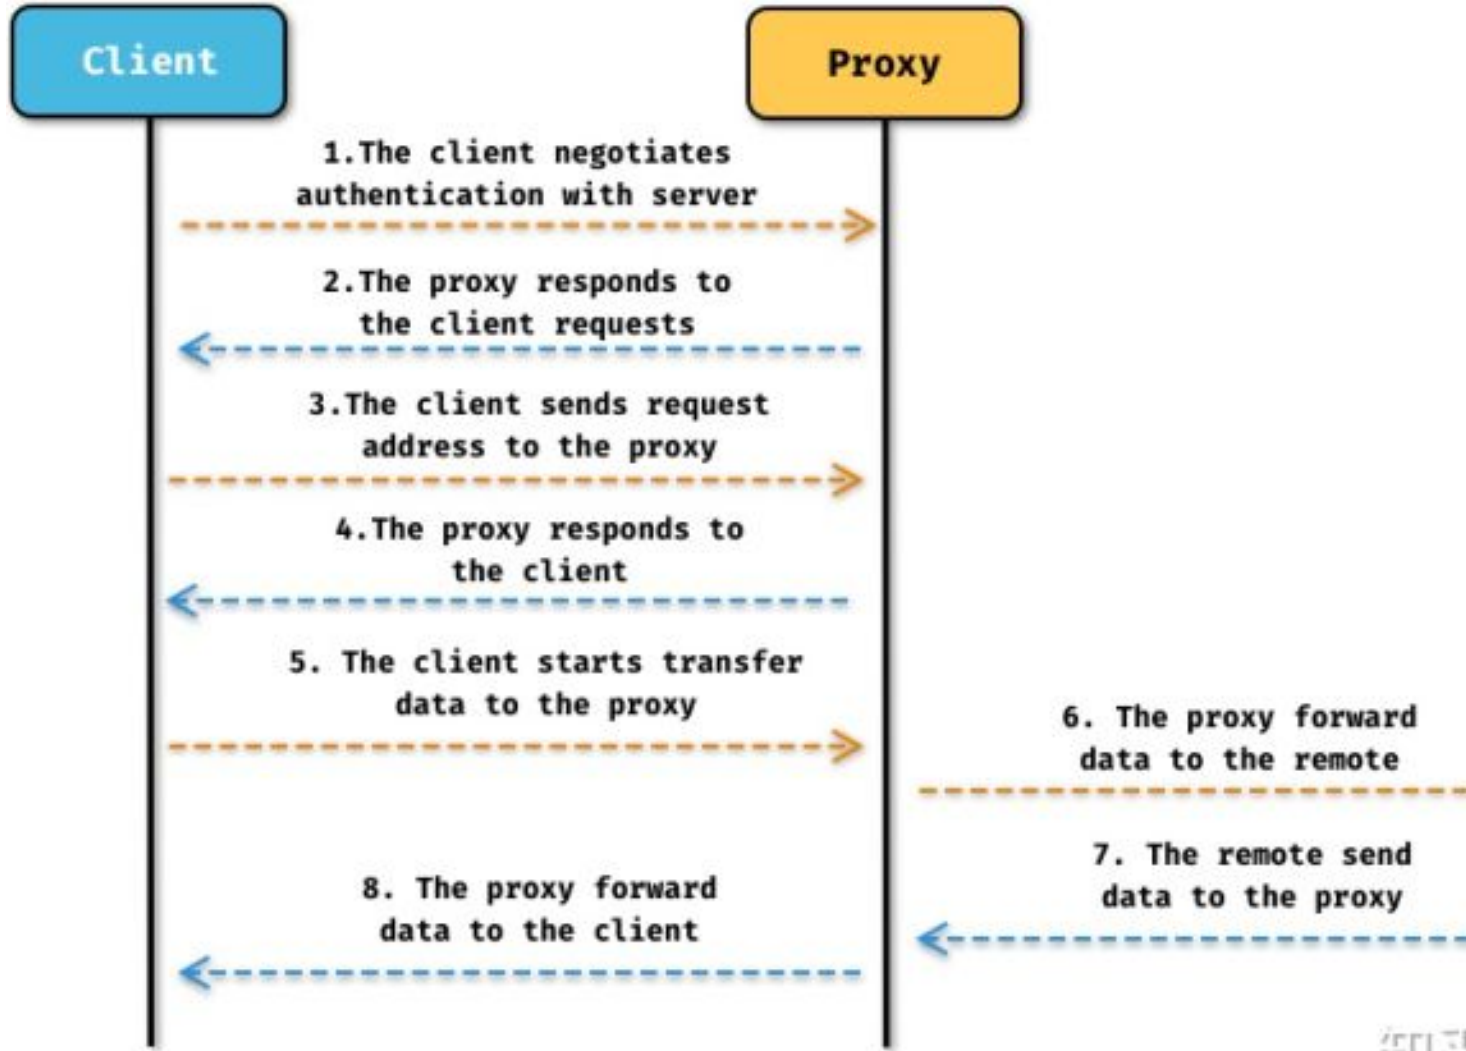 Client
Proxy
1.The client negotiates
authentication with server
2.The proxy responds to
the client requests
3.The client sends request
address to the proxy
4.The proxy responds to
the client
5. The client starts transfer
data to the proxy
6. The proxy forward
data to the remote
7. The remote send
data to the proxy
8. The proxy forward
data to the client